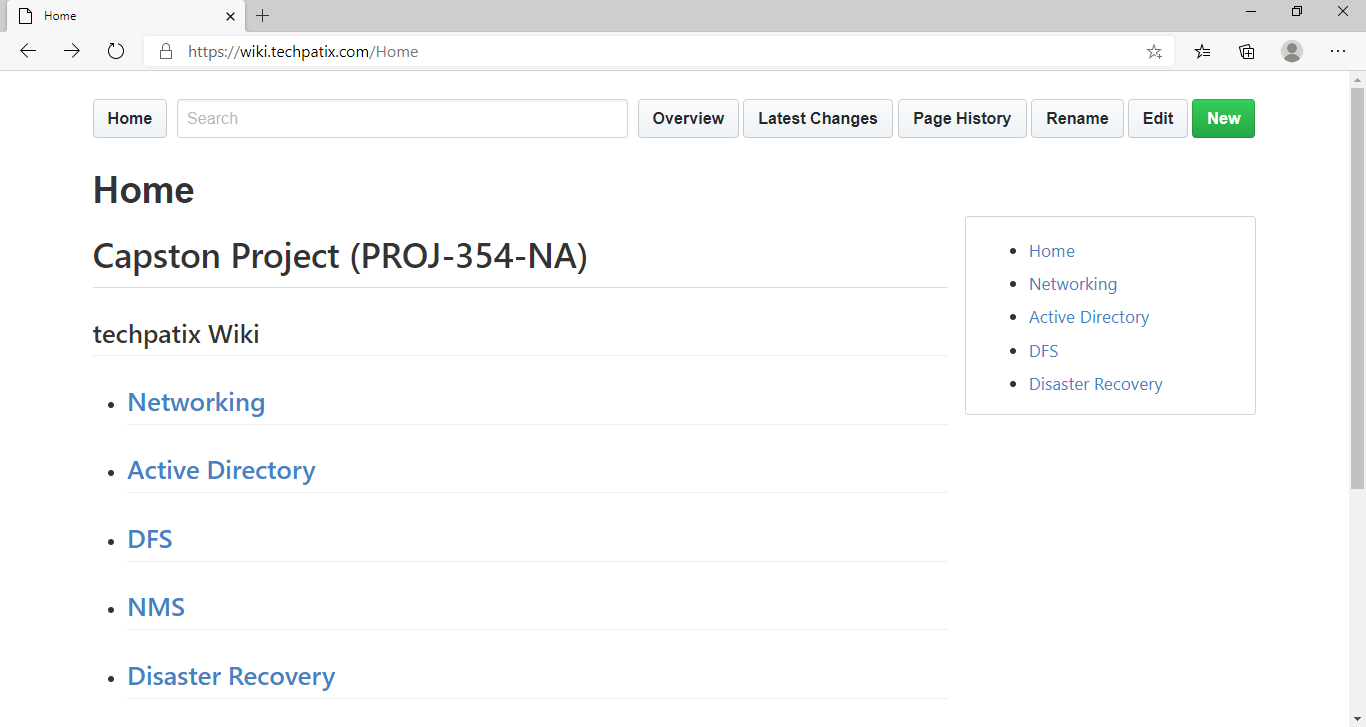 Home
https://wiki.techpatix.com/Home
Home
Search
Overview
Latest Changes
Page History
Rename
Edit
New
Home
Capston Project (PROJ-354-NA)
techpatix Wiki
Networking
Active Directory
DFS
NMS
Disaster Recovery
Home
Networking
Active Directory
DFS
Disaster Recovery